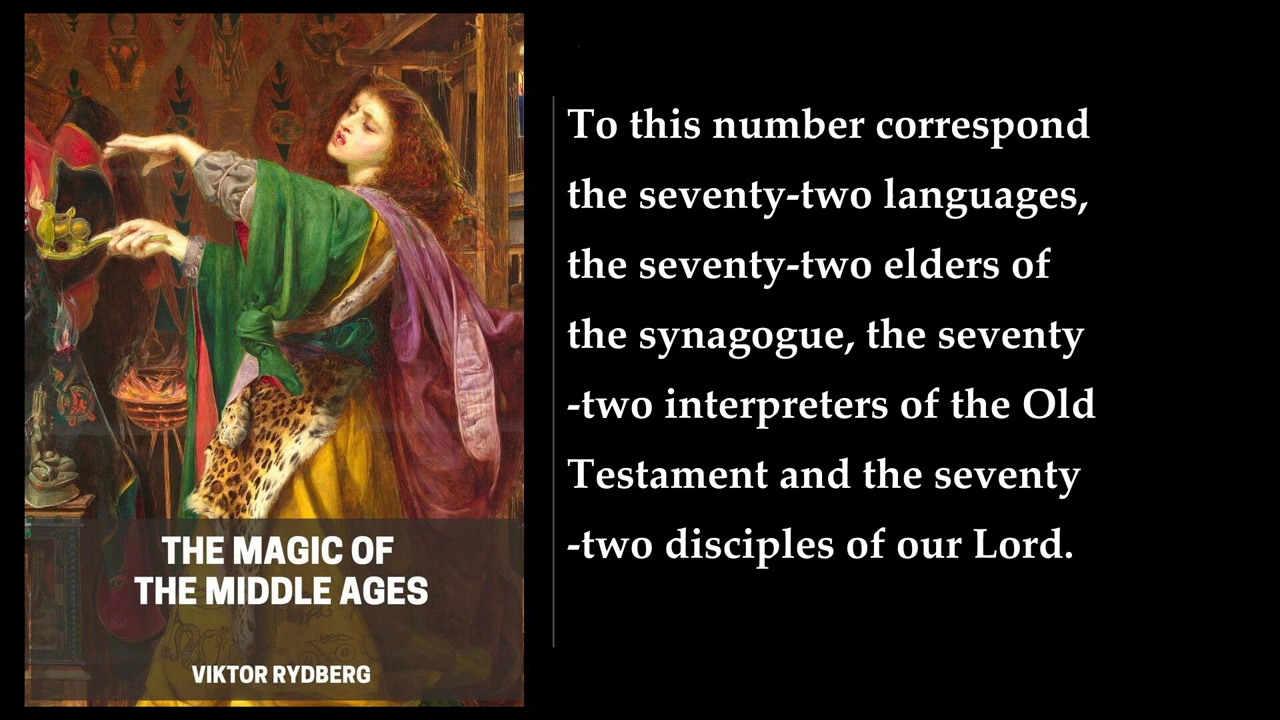 THE MAGIC OF
THE MIDDLE AGES
VIKTOR RYDBERG
To this number correspond
the seventy-two languages,
the seventy-two elders of
the synagogue, the seventy
-two interpreters of the Old
Testament and the seventy
-two disciples of our Lord.